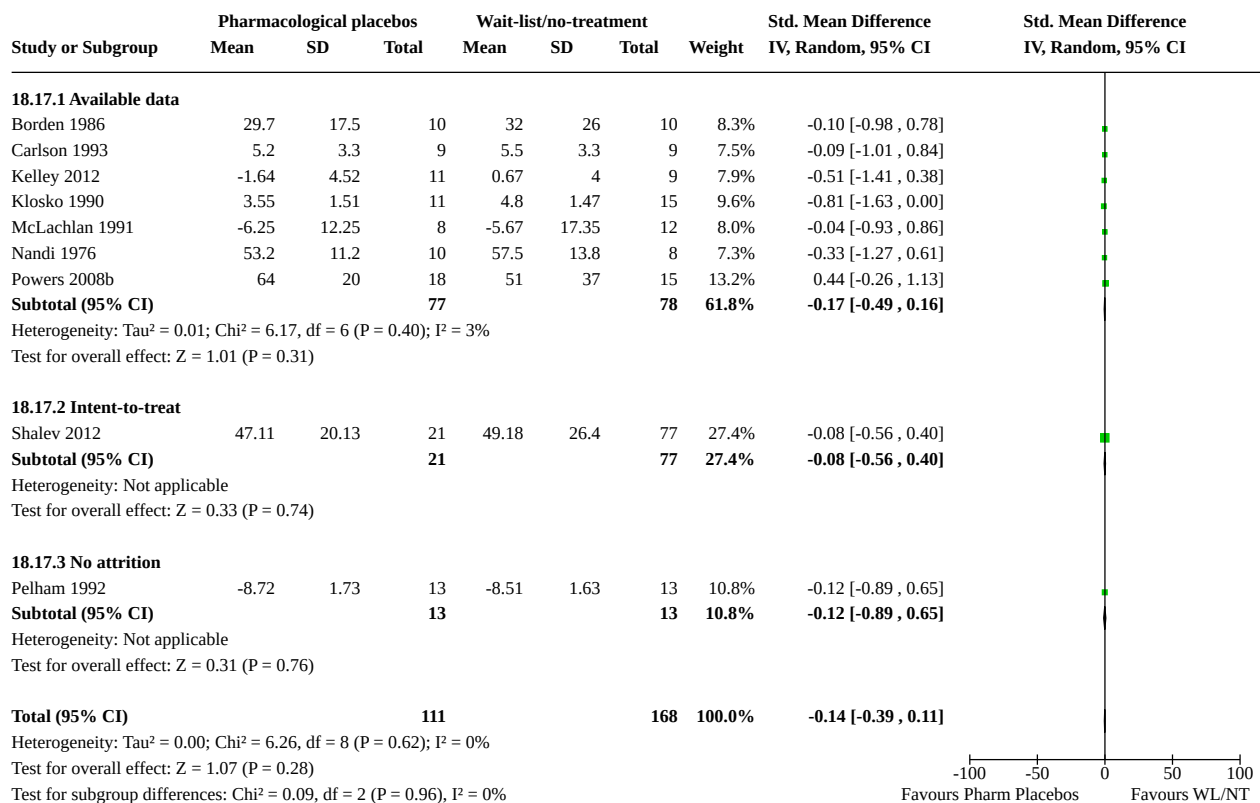 Pharmacological placebos Wait-list/no-treatment Std. Mean Difference Std. Mean Difference
Study or Subgroup Mean SD Total Mean SD Total Weight IV, Random, 95% CI IV, Random, 95% CI
18.17.1 Available data
Borden 1986 29.7 17.5 10 32 26 10 8.3% -0.10 [-0.98 , 0.78]
Carlson 1993 5.2 3.3 9 5.5 3.3 9 7.5% -0.09 [-1.01 , 0.84]
Kelley 2012 -1.64 4.52 11 0.67 4 9 7.9% -0.51 [-1.41 , 0.38]
Klosko 1990 3.55 1.51 11 4.8 1.47 15 9.6% -0.81 [-1.63 , 0.00]
McLachlan 1991 -6.25 12.25 8 -5.67 17.35 12 8.0% -0.04 [-0.93 , 0.86]
Nandi 1976 53.2 11.2 10 57.5 13.8 8 7.3% -0.33 [-1.27 , 0.61]
Powers 2008b 64 20 18 51 37 15 13.2% 0.44 [-0.26 , 1.13]
Subtotal (95% CI) 77 78 61.8% -0.17 [-0.49 , 0.16]
Heterogeneity: Tau² = 0.01; Chi² = 6.17, df = 6 (P = 0.40); I² = 3%
Test for overall effect: Z = 1.01 (P = 0.31)
18.17.2 Intent-to-treat
Shalev 2012 47.11 20.13 21 49.18 26.4 77 27.4% -0.08 [-0.56 , 0.40]
Subtotal (95% CI) 21 77 27.4% -0.08 [-0.56 , 0.40]
Heterogeneity: Not applicable
Test for overall effect: Z = 0.33 (P = 0.74)
18.17.3 No attrition
Pelham 1992 -8.72 1.73 13 -8.51 1.63 13 10.8% -0.12 [-0.89 , 0.65]
Subtotal (95% CI) 13 13 10.8% -0.12 [-0.89 , 0.65]
Heterogeneity: Not applicable
Test for overall effect: Z = 0.31 (P = 0.76)
Total (95% CI) 111 168 100.0% -0.14 [-0.39 , 0.11]
Heterogeneity: Tau² = 0.00; Chi² = 6.26, df = 8 (P = 0.62); I² = 0%
Test for overall effect: Z = 1.07 (P = 0.28)
-100 -50 0 50 100
Test for subgroup differences: Chi² = 0.09, df = 2 (P = 0.96), I² = 0%
Favours Pharm Placebos Favours WL/NT